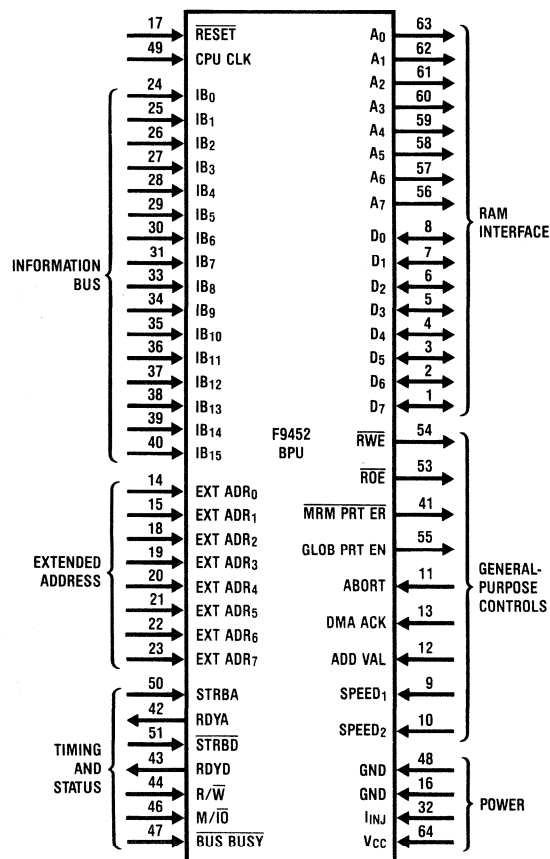 17 RESET
49 CPU CLK
24 IB0
25 IB1
26 IB2
27 IB3
28 IB4
29 IB5
30 IB6
31 IB7
33 IB8
34 IB9
35 IB10
36 IB11
37 IB12
38 IB13
39 IB14
40 IB15
INFORMATION
BUS
14 EXT ADR0
15 EXT ADR1
18 EXT ADR2
19 EXT ADR3
20 EXT ADR4
21 EXT ADR5
22 EXT ADR6
23 EXT ADR7
EXTENDED
ADDRESS
50 STRBA
42 RDYA
51 STRBD
43 RDYD
44 R/W
46 M/IO
47 BUS BUSY
TIMING
AND
STATUS
F9452
BPU
A0 63
A1 62
A2 61
A3 60
A4 59
A5 58
A6 57
A7 56
D0 8
D1 7
D2 6
D3 5
D4 4
D5 3
D6 2
D7 1
RAM
INTERFACE
RWE 54
ROE 53
MRM PRT ER 41
GLOB PRT EN 55
ABORT 11
DMA ACK 13
ADD VAL 12
SPEED1 9
SPEED2 10
GENERAL-
PURPOSE
CONTROLS
GND 48
GND 16
IINJ 32
VCC 64
POWER